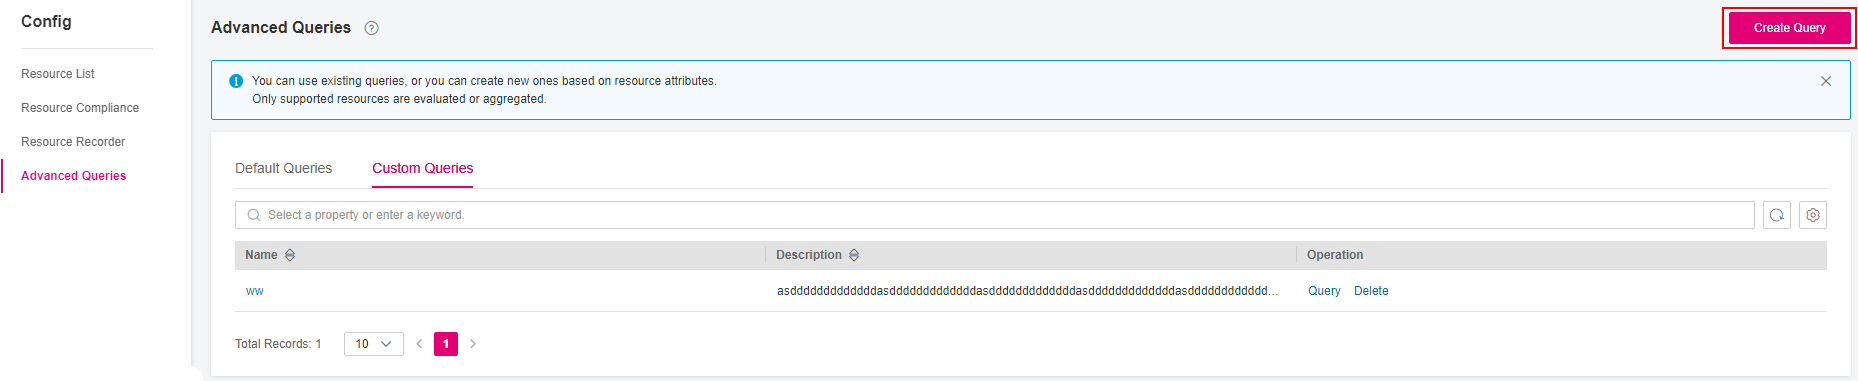 Config
Resource List
Resource Compliance
Resource Recorder
Advanced Queries
Advanced Queries
Create Query
You can use existing queries, or you can create new ones based on resource attributes.
Only supported resources are evaluated or aggregated.
Default Queries
Custom Queries
Select a property or enter a keyword.
Name
Description
Operation
ww
asdddddddddddddasdddddddddddddasdddddddddddddasdddddddddddddasdddddddddddd...
Query
Delete
Total Records: 1
10
1